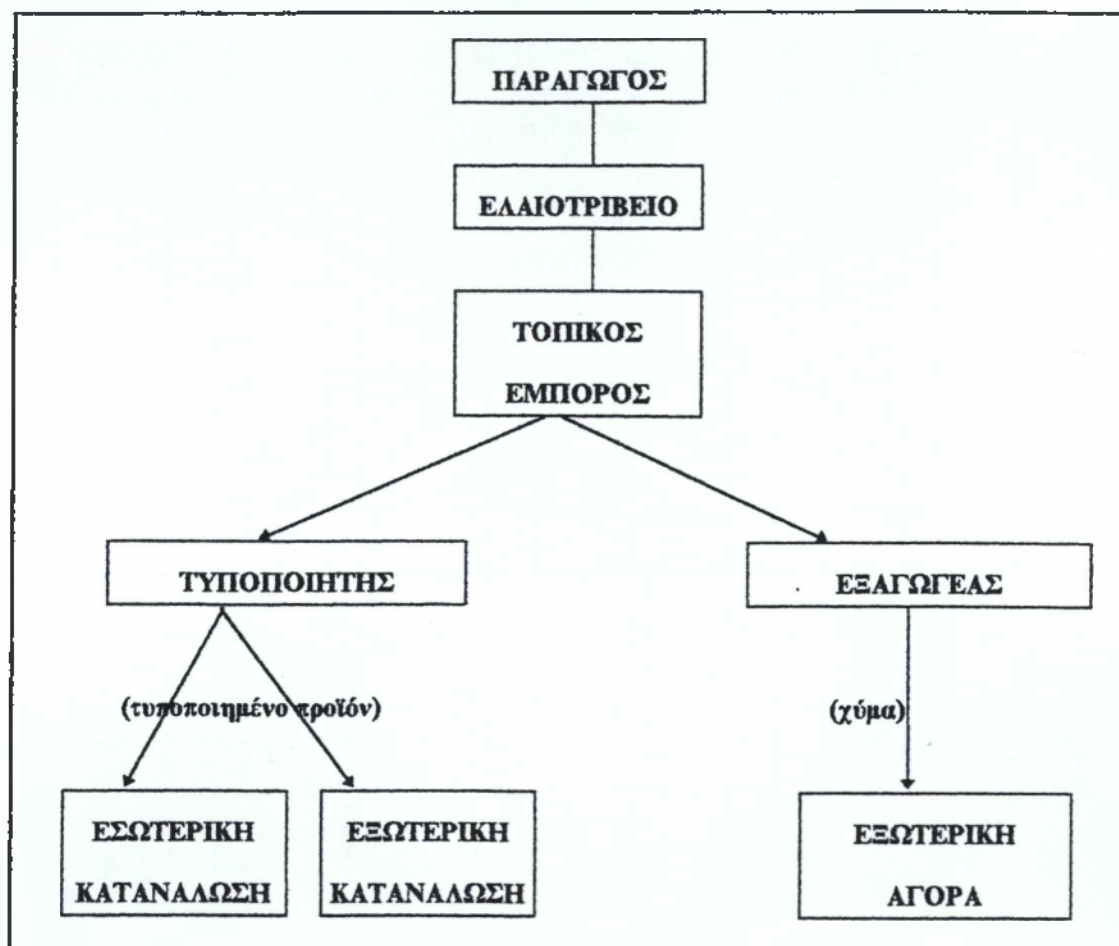 ΠΑΡΑΓΩΓΟΣ
ΕΛΑΙΟΤΡΙΒΕΙΟ
ΤΟΠΙΚΟΣ
ΕΜΠΟΡΟΣ
ΤΥΠΟΠΟΙΗΤΗΣ
ΕΞΑΓΩΓΕΑΣ
(τυποποιημένο προϊόν)
(χύμα)
ΕΣΩΤΕΡΙΚΗ
ΚΑΤΑΝΑΛΩΣΗ
ΕΞΩΤΕΡΙΚΗ
ΚΑΤΑΝΑΛΩΣΗ
ΕΞΩΤΕΡΙΚΗ
ΑΓΟΡΑ